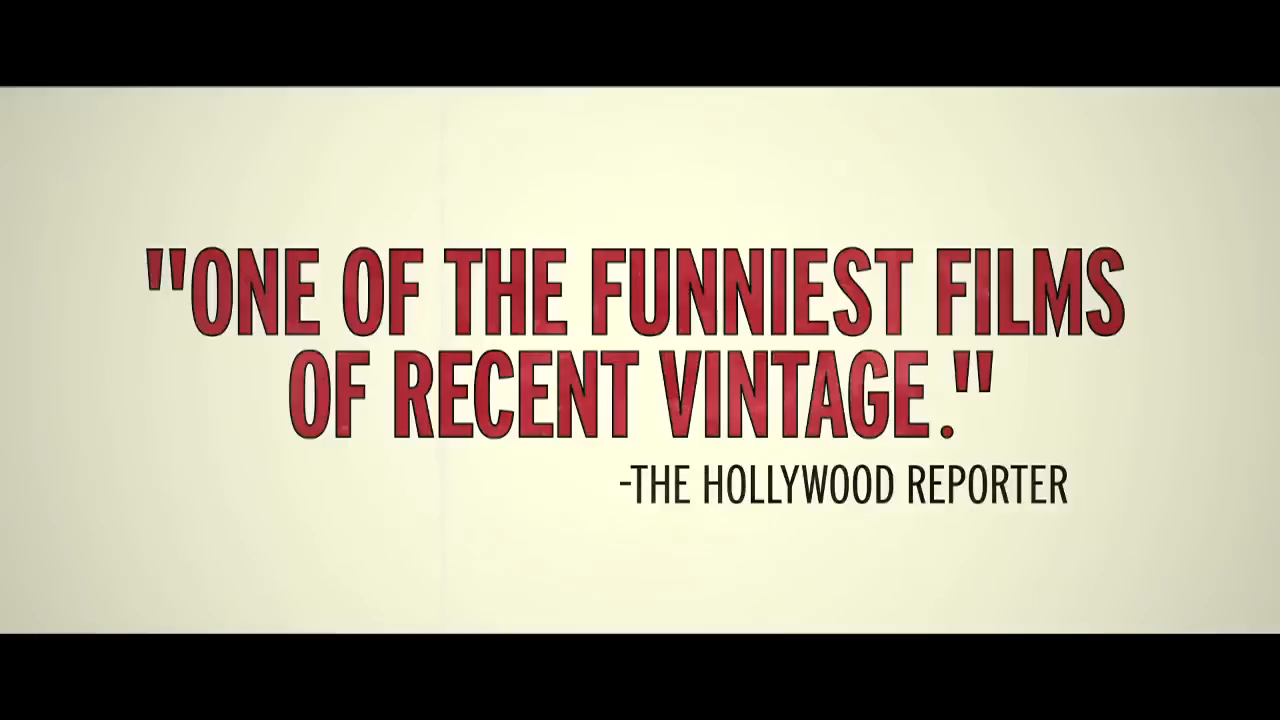 "ONE OF THE FUNNIEST FILMS
OF RECENT VINTAGE."
-THE HOLLYWOOD REPORTER